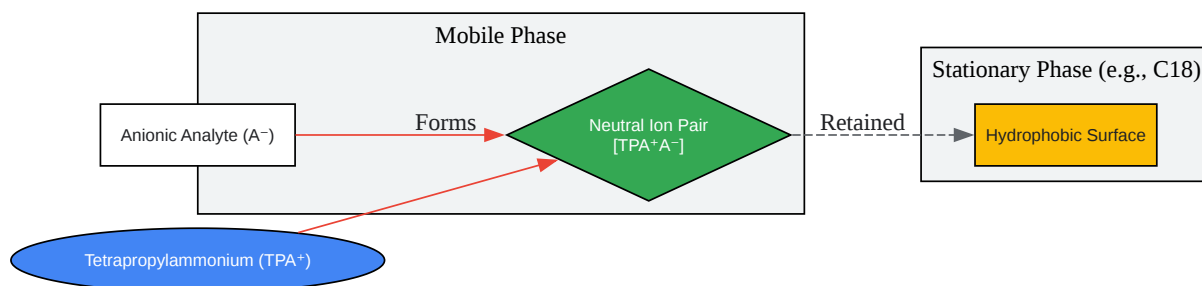 Mobile Phase
Stationary Phase (e.g., C18)
Anionic Analyte (A⁻)
Forms
Neutral Ion Pair
[TPA⁺A⁻]
Retained
Hydrophobic Surface
Tetrapropylammonium (TPA⁺)